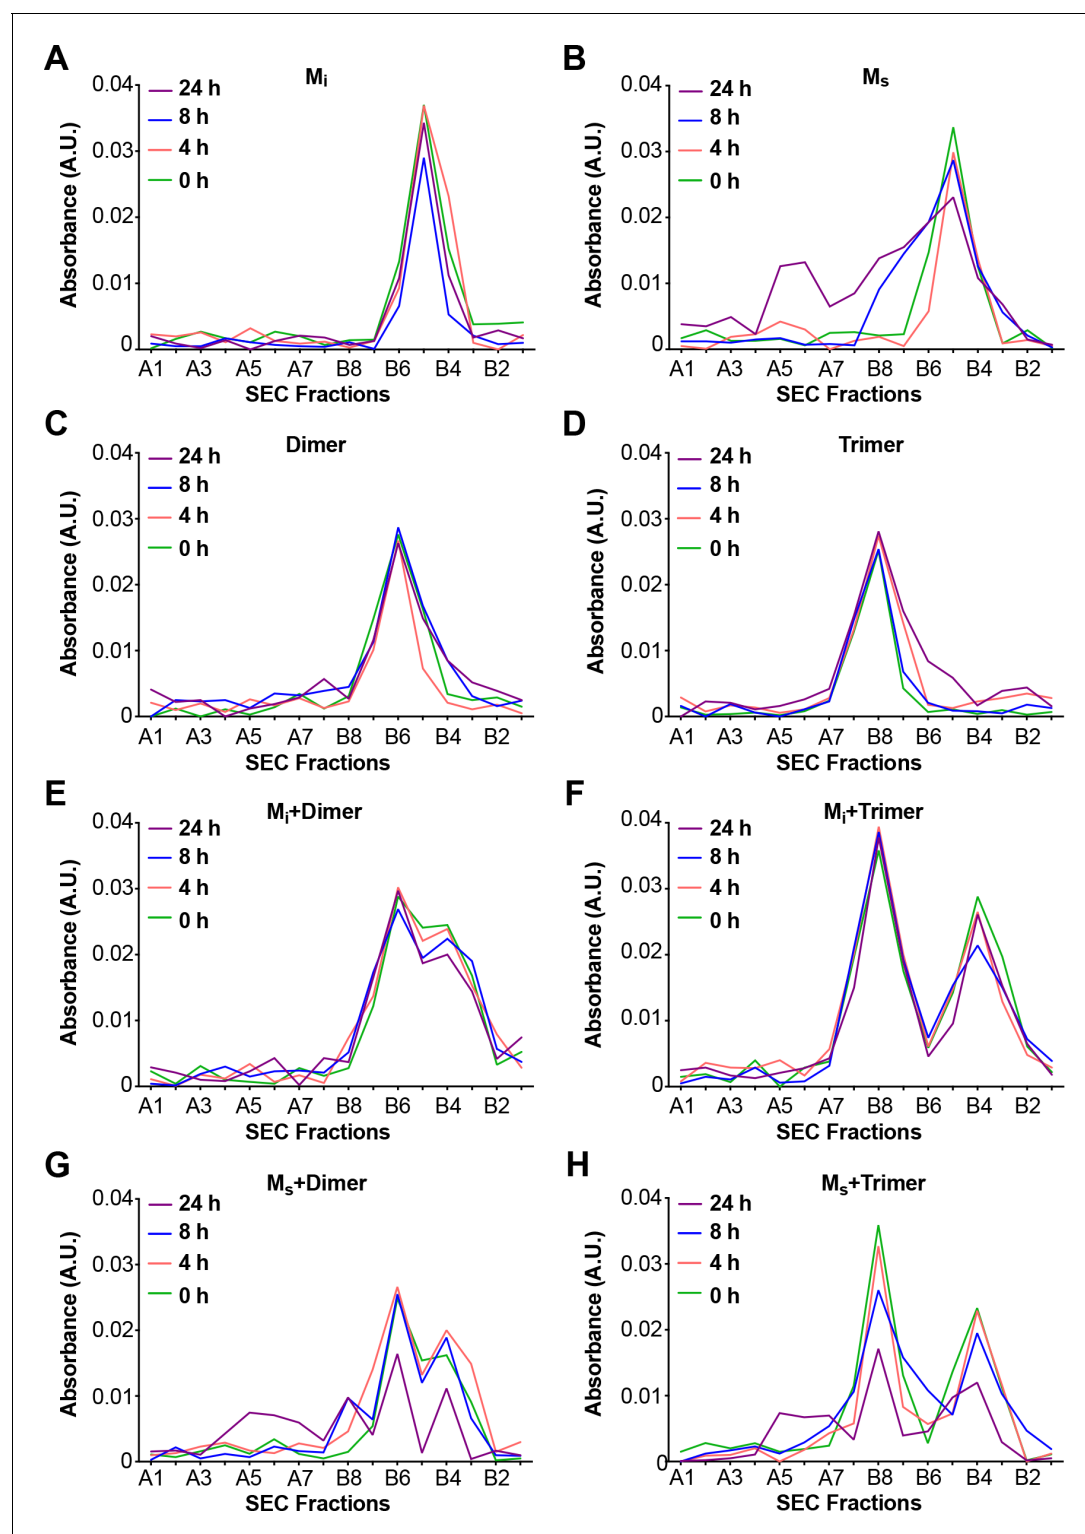 A
Mi
0.04
0.03
0.02
0.01
0
24 h
8 h
4 h
0 h
Absorbance (A.U.)
A1 A3 A5 A7 B8 B6 B4 B2
SEC Fractions
B
Ms
0.04
0.03
0.02
0.01
0
24 h
8 h
4 h
0 h
Absorbance (A.U.)
A1 A3 A5 A7 B8 B6 B4 B2
SEC Fractions
C
Dimer
0.04
0.03
0.02
0.01
0
24 h
8 h
4 h
0 h
Absorbance (A.U.)
A1 A3 A5 A7 B8 B6 B4 B2
SEC Fractions
D
Trimer
0.04
0.03
0.02
0.01
0
24 h
8 h
4 h
0 h
Absorbance (A.U.)
A1 A3 A5 A7 B8 B6 B4 B2
SEC Fractions
E
Mi+Dimer
0.04
0.03
0.02
0.01
0
24 h
8 h
4 h
0 h
Absorbance (A.U.)
A1 A3 A5 A7 B8 B6 B4 B2
SEC Fractions
F
Mi+Trimer
0.04
0.03
0.02
0.01
0
24 h
8 h
4 h
0 h
Absorbance (A.U.)
A1 A3 A5 A7 B8 B6 B4 B2
SEC Fractions
G
Ms+Dimer
0.04
0.03
0.02
0.01
0
24 h
8 h
4 h
0 h
Absorbance (A.U.)
A1 A3 A5 A7 B8 B6 B4 B2
SEC Fractions
H
Ms+Trimer
0.04
0.03
0.02
0.01
0
24 h
8 h
4 h
0 h
Absorbance (A.U.)
A1 A3 A5 A7 B8 B6 B4 B2
SEC Fractions